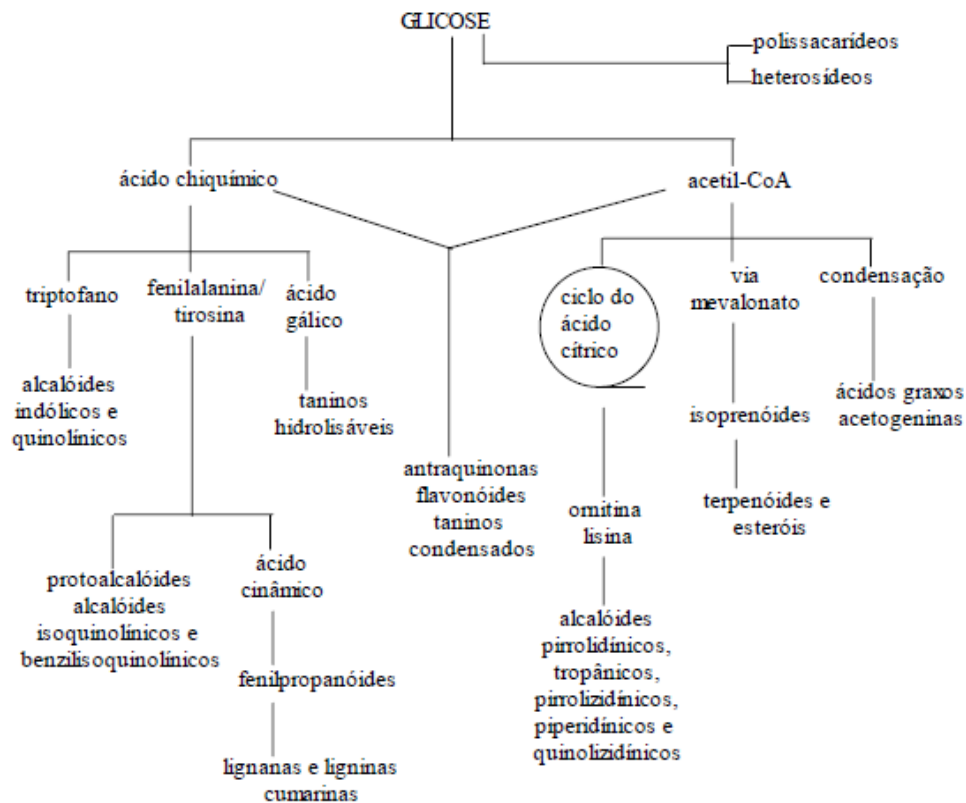 GLICOSE
polissacarídeos
heterosídeos
ácido chiquímico
acetil-CoA
triptofano
fenilalanina/
tirosina
ácido
gálico
ciclo do
ácido
cítrico
via
mevalonato
condensação
alcalóides
indólicos e
quinolínicos
taninos
hidrolisáveis
antraquinonas
flavonóides
taninos
condensados
ornitina
lisina
isoprenóides
ácidos graxos
acetogeninas
terpenóides e
esteróis
protoalcalóides
alcalóides
isoquinolínicos e
benzilisoquinolínicos
ácido
cinâmico
fenilpropanóides
lignanas e ligninas
cumarinas
alcalóides
pirrolidínicos,
tropânicos,
pirrolizidínicos,
piperidínicos e
quinolizidínicos